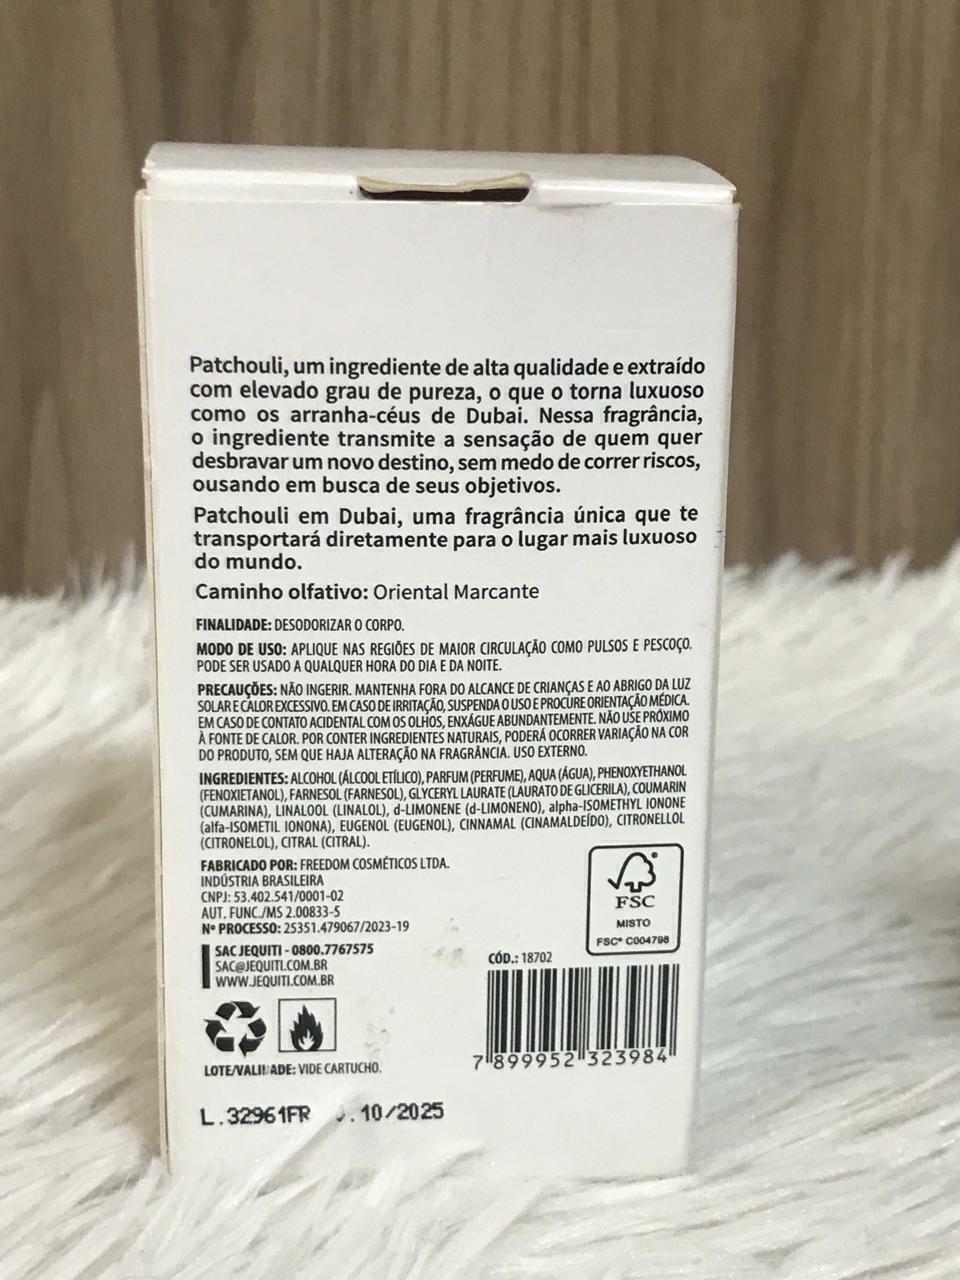 Patchouli, um ingrediente de alta qualidade e extraído
com elevado grau de pureza, o que o torna luxuoso
como os arranha-céus de Dubai. Nessa fragrância,
o ingrediente transmite a sensação de quem quer
desbravar um novo destino, sem medo de correr riscos,
ousando em busca de seus objetivos.
Patchouli em Dubai, uma fragrância única que te
transportará diretamente para o lugar mais luxuoso
do mundo.
Caminho olfativo: Oriental Marcante
FINALIDADE: DESODORIZAR O CORPO.
MODO DE USO: APLIQUE NAS REGIÕES DE MAIOR CIRCULAÇÃO COMO PULSOS E PESCOÇO.
PODE SER USADO A QUALQUER HORA DO DIA E DA NOITE.
PRECAUÇÕES: NÃO INGERIR. MANTENHA FORA DO ALCANCE DE CRIANÇAS E AO ABRIGO DA LUZ
SOLAR E CALOR EXCESSIVO. EM CASO DE IRRITAÇÃO, SUSPENDA O USO E PROCURE ORIENTAÇÃO MÉDICA.
EM CASO DE CONTATO ACIDENTAL COM OS OLHOS, ENXÁGUE ABUNDANTEMENTE. NÃO USE PRÓXIMO
À FONTE DE CALOR. POR CONTER INGREDIENTES NATURAIS, PODERÁ OCORRER VARIAÇÃO NA COR
DO PRODUTO, SEM QUE HAJA ALTERAÇÃO NA FRAGRÂNCIA. USO EXTERNO.
INGREDIENTES: ALCOHOL (ÁLCOOL ETÍLICO), PARFUM (PERFUME), AQUA (ÁGUA), PHENOXYETHANOL
(FENOXIETANOL), FARNESOL (FARNESOL), GLYCERYL LAURATE (LAURATO DE GLICERILA), COUMARIN
(CUMARINA), LINALOOL (LINALOL), d-LIMONENE (d-LIMONENO), alpha-ISOMETHYL IONONE
(alfa-ISOMETIL IONONA), EUGENOL (EUGENOL), CINNAMAL (CINAMALDEÍDO), CITRONELLOL
(CITRONELOL), CITRAL (CITRAL).
FABRICADO POR: FREEDOM COSMÉTICOS LTDA.
INDÚSTRIA BRASILEIRA
CNPJ: 53.402.541/0001-02
AUT. FUNC./MS 2.00833-5
Nº PROCESSO: 25351.479067/2023-19
SAC JEQUITI - 0800.7767575
SAC@JEQUITI.COM.BR
WWW.JEQUITI.COM.BR
FSC
MISTO
FSC® C004798
CÓD.: 18702
7 899952 323984
LOTE/VALIDADE: VIDE CARTUCHO.
L.32961FR 10/2025